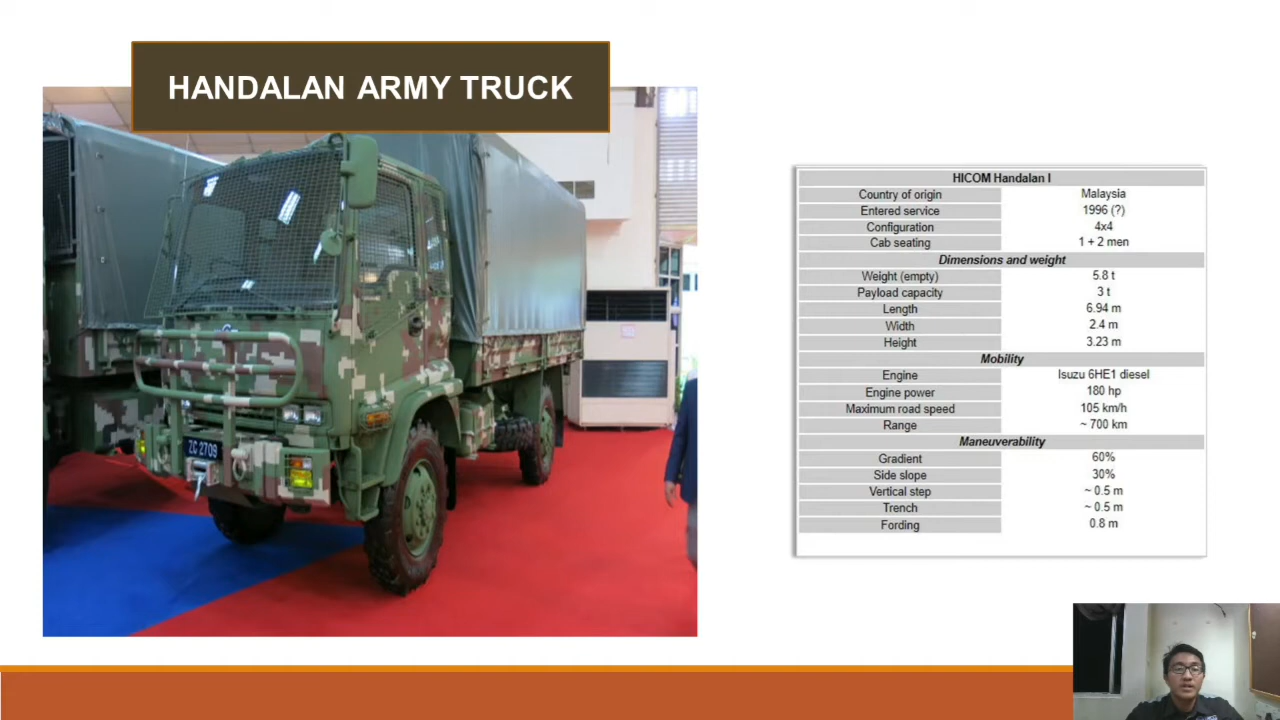 HANDALAN ARMY TRUCK
ZC 2709
HICOM Handalan I
Country of origin Malaysia
Entered service 1996 (?)
Configuration 4x4
Cab seating 1 + 2 men
Dimensions and weight
Weight (empty) 5.8 t
Payload capacity 3 t
Length 6.94 m
Width 2.4 m
Height 3.23 m
Mobility
Engine Isuzu 6HE1 diesel
Engine power 180 hp
Maximum road speed 105 km/h
Range ~ 700 km
Maneuverability
Gradient 60%
Side slope 30%
Vertical step ~ 0.5 m
Trench ~ 0.5 m
Fording 0.8 m